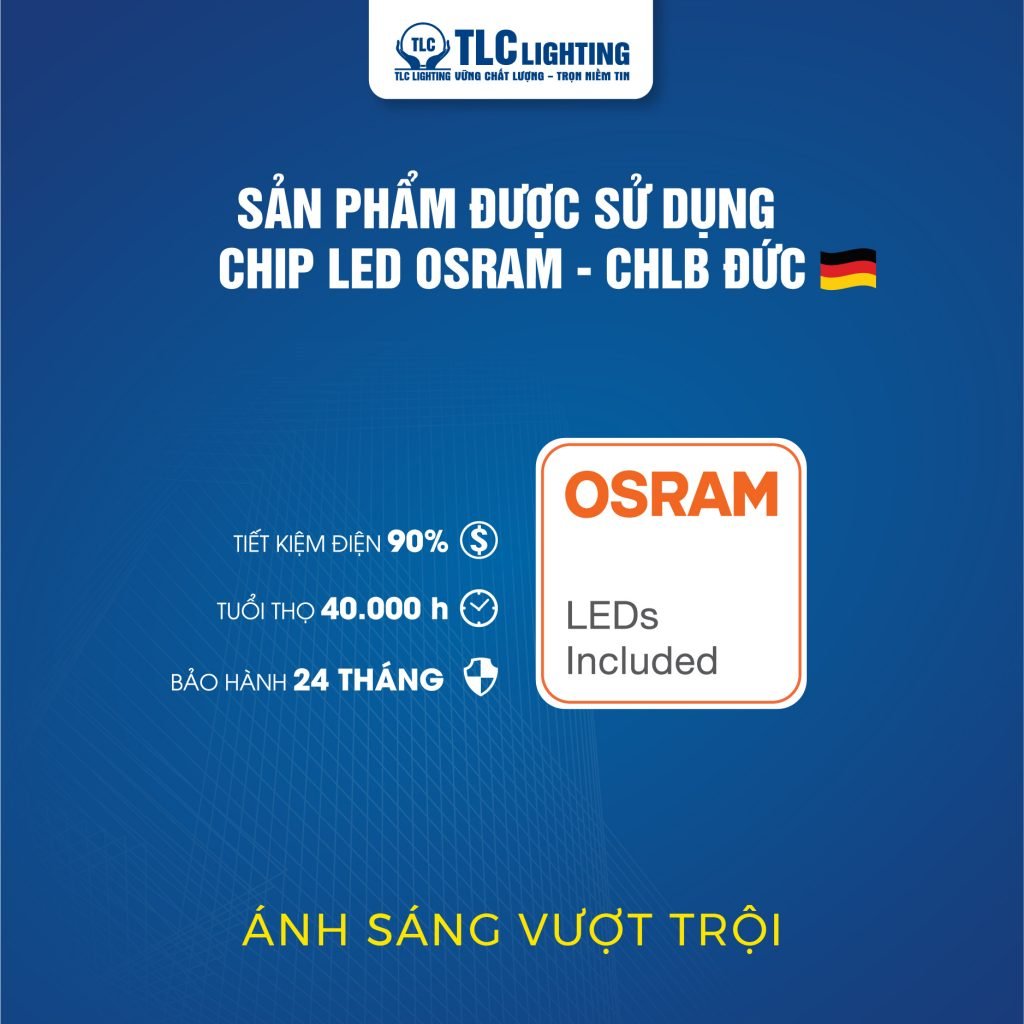 TLC
TLC LIGHTING
TLC LIGHTING VỮNG CHẤT LƯỢNG - TRỌN NIỀM TIN
SẢN PHẨM ĐƯỢC SỬ DỤNG
CHIP LED OSRAM - CHLB ĐỨC
OSRAM
LEDs
Included
TIẾT KIỆM ĐIỆN 90% $
TUỔI THỌ 40.000 h
BẢO HÀNH 24 THÁNG
ÁNH SÁNG VƯỢT TRỘI